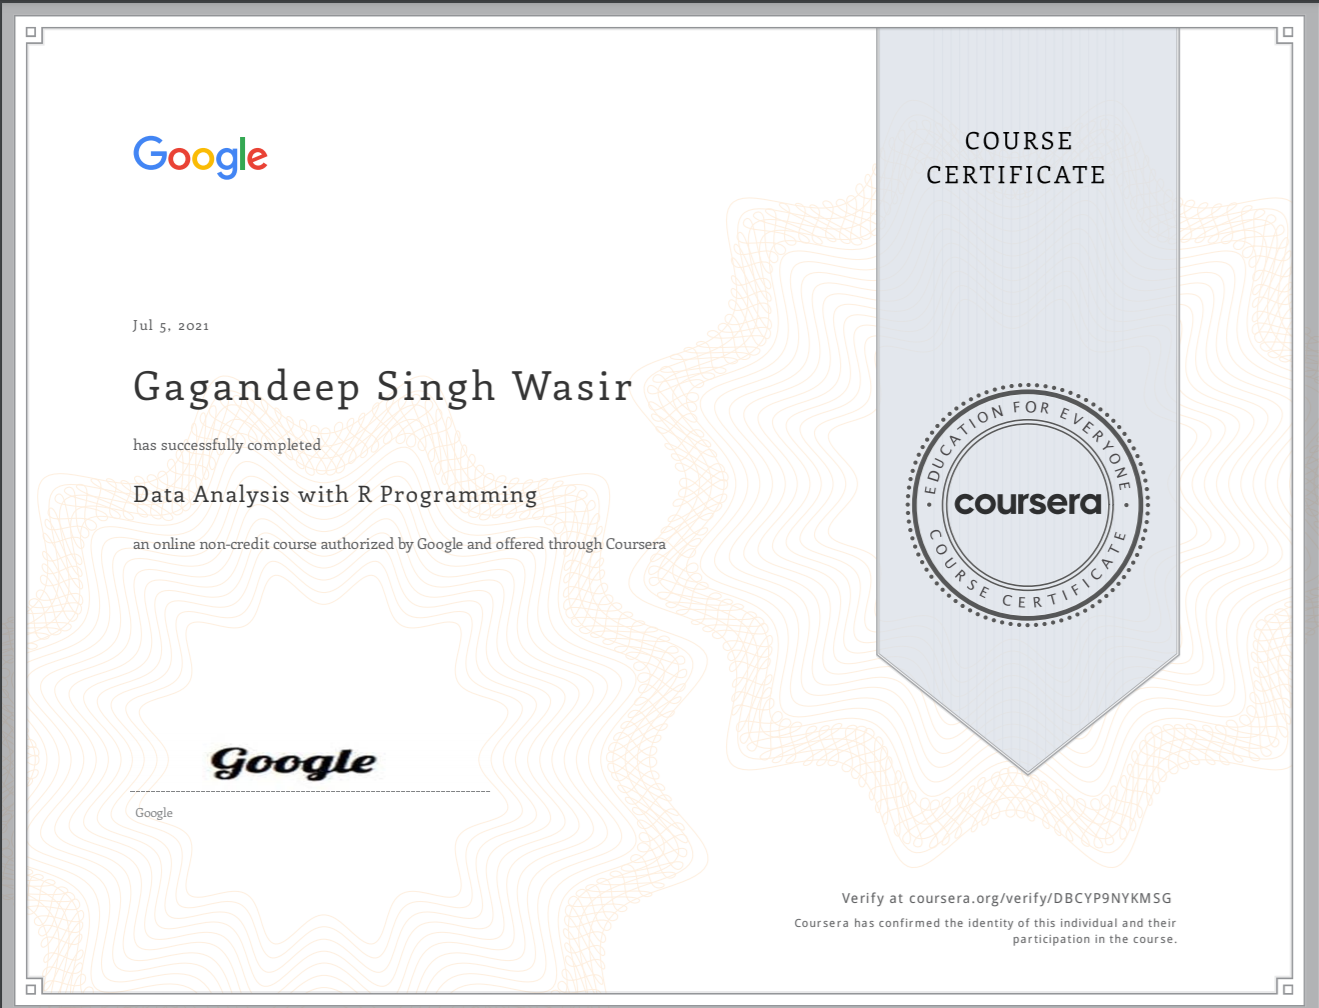 Google
COURSE
CERTIFICATE
Jul 5, 2021
Gagandeep Singh Wasir
has successfully completed
Data Analysis with R Programming
an online non-credit course authorized by Google and offered through Coursera
EDUCATION FOR EVERYONE
coursera
COURSE CERTIFICATE
Google
Google
Verify at coursera.org/verify/DBCYP9NYKMSG
Coursera has confirmed the identity of this individual and their
participation in the course.